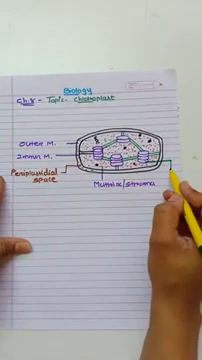 Biology
Ch.8 - Topic - Chloroplast
Outer M.
Inner M.
Periplastidial
space
Matrix/Stroma